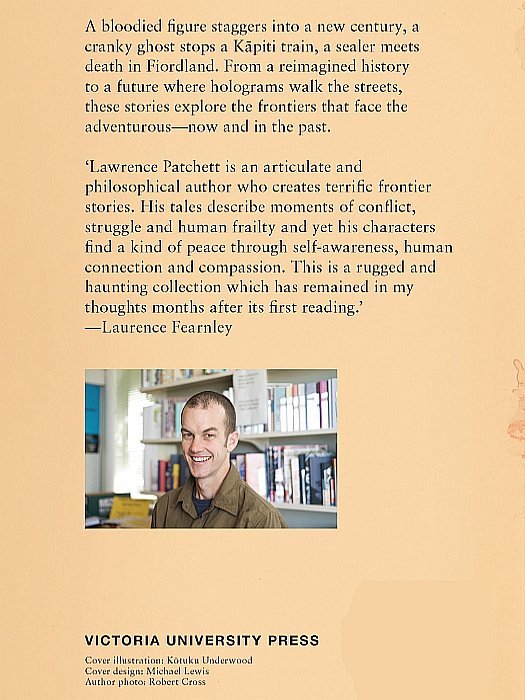 A bloodied figure staggers into a new century, a
cranky ghost stops a Kāpiti train, a sealer meets
death in Fiordland. From a reimagined history
to a future where holograms walk the streets,
these stories explore the frontiers that face the
adventurous—now and in the past.
‘Lawrence Patchett is an articulate and
philosophical author who creates terrific frontier
stories. His tales describe moments of conflict,
struggle and human frailty and yet his characters
find a kind of peace through self-awareness, human
connection and compassion. This is a rugged and
haunting collection which has remained in my
thoughts months after its first reading.’
—Laurence Fearnley
VICTORIA UNIVERSITY PRESS
Cover illustration: Kōtuku Underwood
Cover design: Michael Lewis
Author photo: Robert Cross